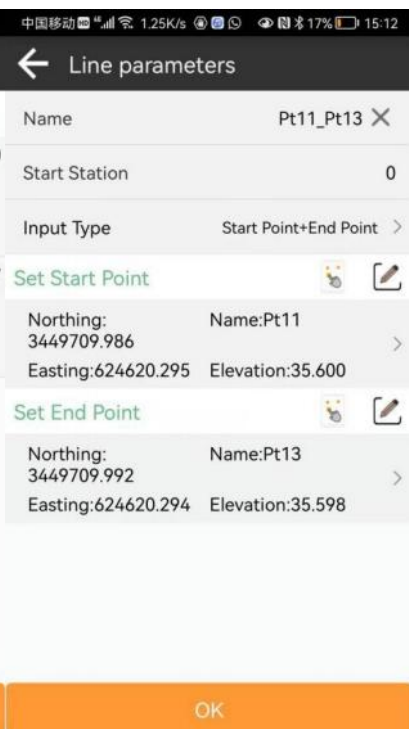 中国移动 HD 1.25K/s 17% 15:12
Line parameters
Name Pt11_Pt13
Start Station 0
Input Type Start Point+End Point
Set Start Point
Northing: Name:Pt11
3449709.986
Easting:624620.295 Elevation:35.600
Set End Point
Northing: Name:Pt13
3449709.992
Easting:624620.294 Elevation:35.598
OK